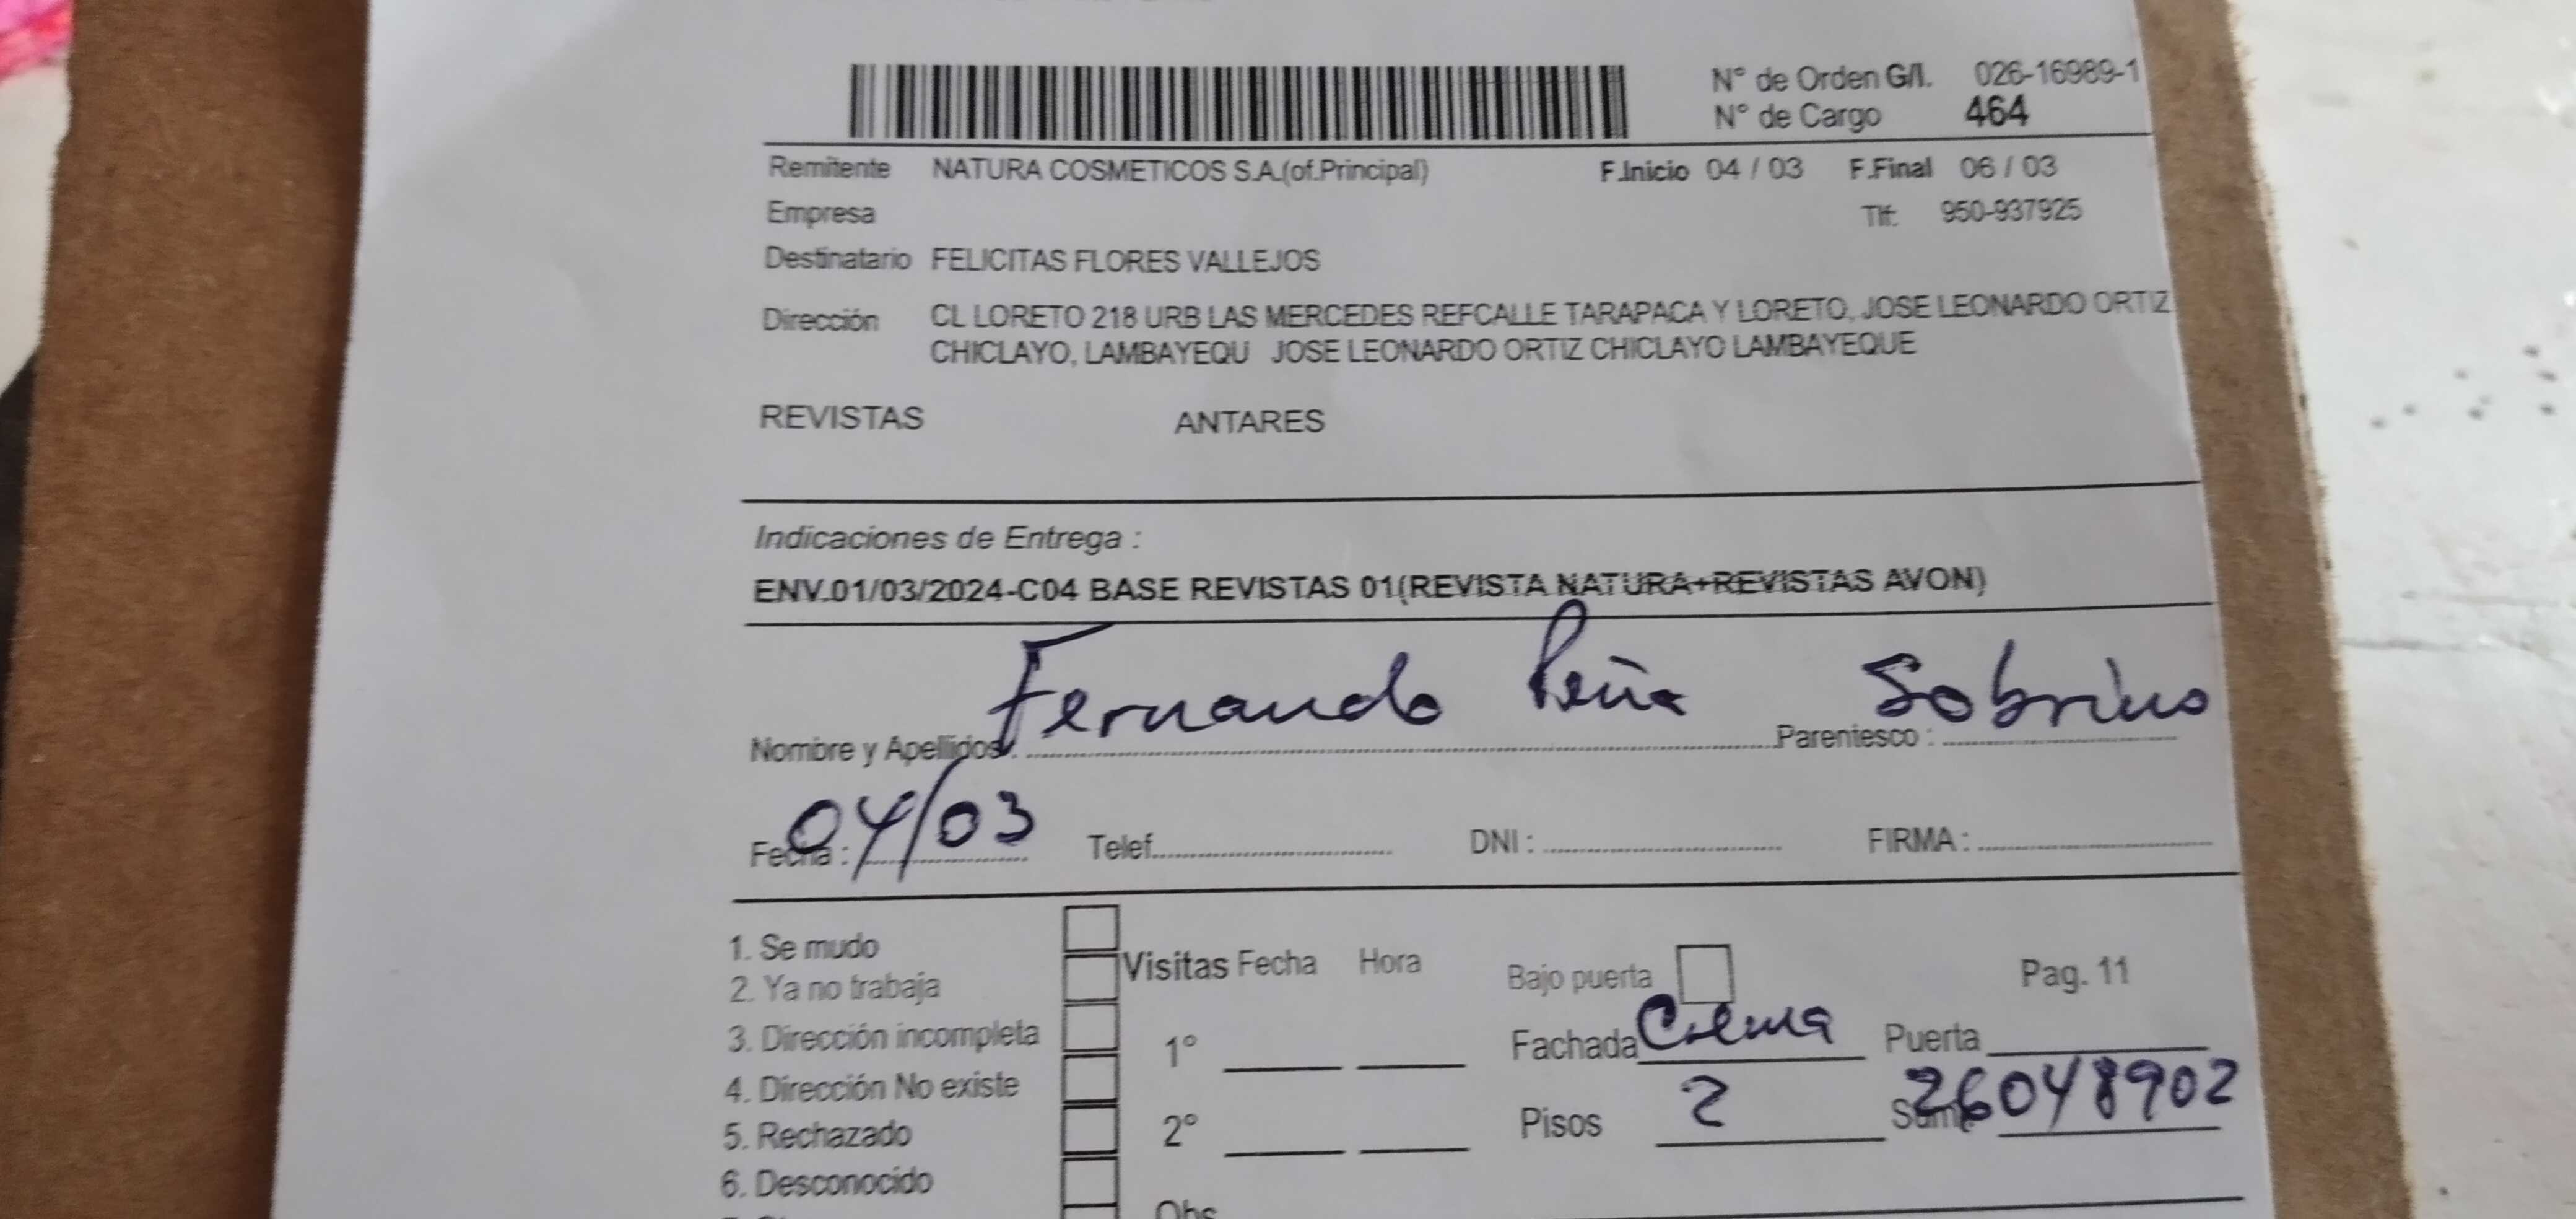 N° de Orden G/I. 026-16989-1
N° de Cargo 464
Remitente NATURA COSMETICOS S.A.(of.Principal) F.Inicio 04 / 03 F.Final 06 / 03
Empresa Tlf: 950-937925
Destinatario FELICITAS FLORES VALLEJOS
Dirección CL LORETO 218 URB LAS MERCEDES REFCALLE TARAPACA Y LORETO, JOSE LEONARDO ORTIZ
CHICLAYO, LAMBAYEQU JOSE LEONARDO ORTIZ CHICLAYO LAMBAYEQUE
REVISTAS ANTARES
Indicaciones de Entrega :
ENV.01/03/2024-C04 BASE REVISTAS 01(REVISTA NATURA+REVISTAS AVON)
Nombre y Apellidos : Fernando Peña Parentesco : Sobrino
Fecha : 04/03 Telef. DNI : FIRMA :
1. Se mudo
2. Ya no trabaja
3. Dirección incompleta
4. Dirección No existe
5. Rechazado
6. Desconocido
Visitas Fecha Hora
1°
2°
Obs
Bajo puerta Pag. 11
Fachada Crema Puerta
Pisos 2 Sum. 26048902